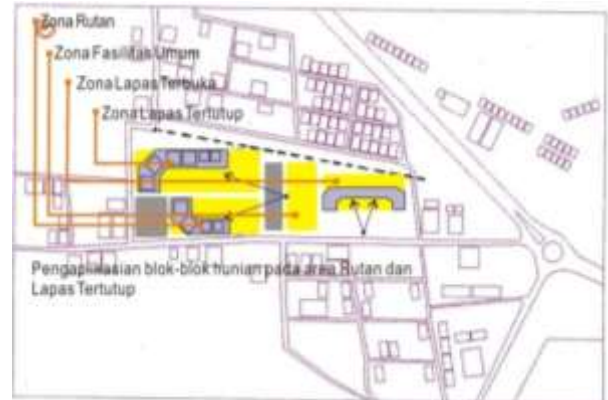 Zona Rutan
Zona Fasilitas Umum
Zona Lapas Terbuka
Zona Lapas Tertutup
Pengaplikasian blok-blok hunian pada area Rutan dan
Lapas Tertutup